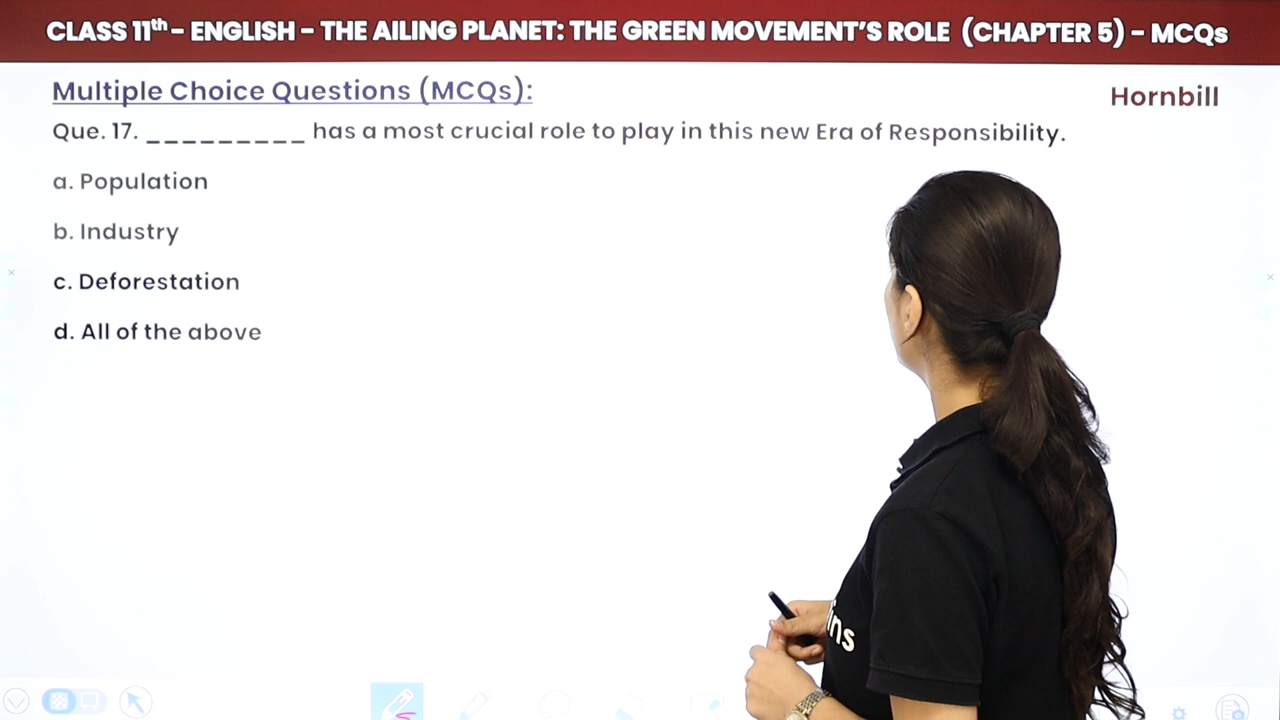 CLASS 11th - ENGLISH - THE AILING PLANET: THE GREEN MOVEMENT'S ROLE (CHAPTER 5) - MCQs
Multiple Choice Questions (MCQs):
Hornbill
Que. 17. _________ has a most crucial role to play in this new Era of Responsibility.
a. Population
b. Industry
c. Deforestation
d. All of the above
ins